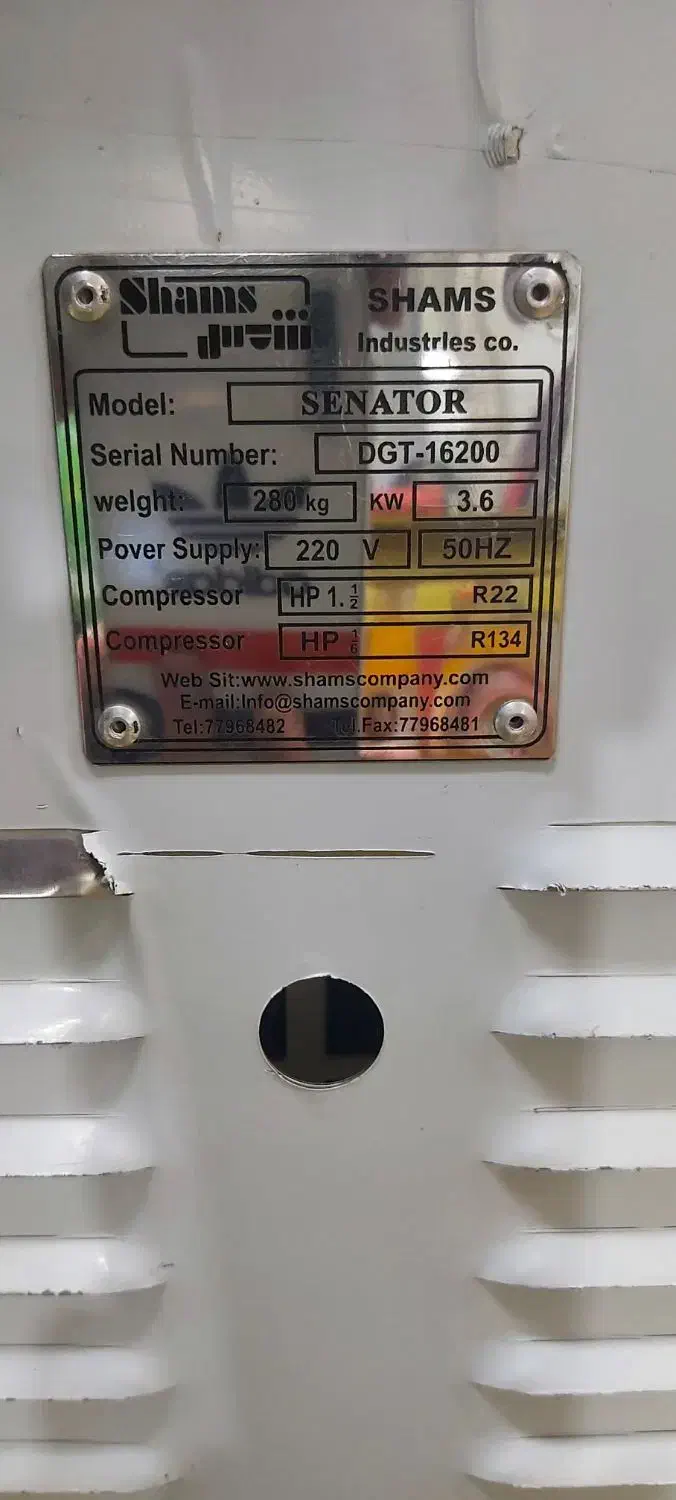 Shams SHAMS
Industries co.
Model: SENATOR
Serial Number: DGT-16200
weight: 280 kg KW 3.6
Pover Supply: 220 V 50HZ
Compressor HP 1. 1/2 R22
Compressor HP 1/6 R134
Web Sit:www.shamscompany.com
E-mail:Info@shamscompany.com
Tel:77968482 Tel.Fax:77968481